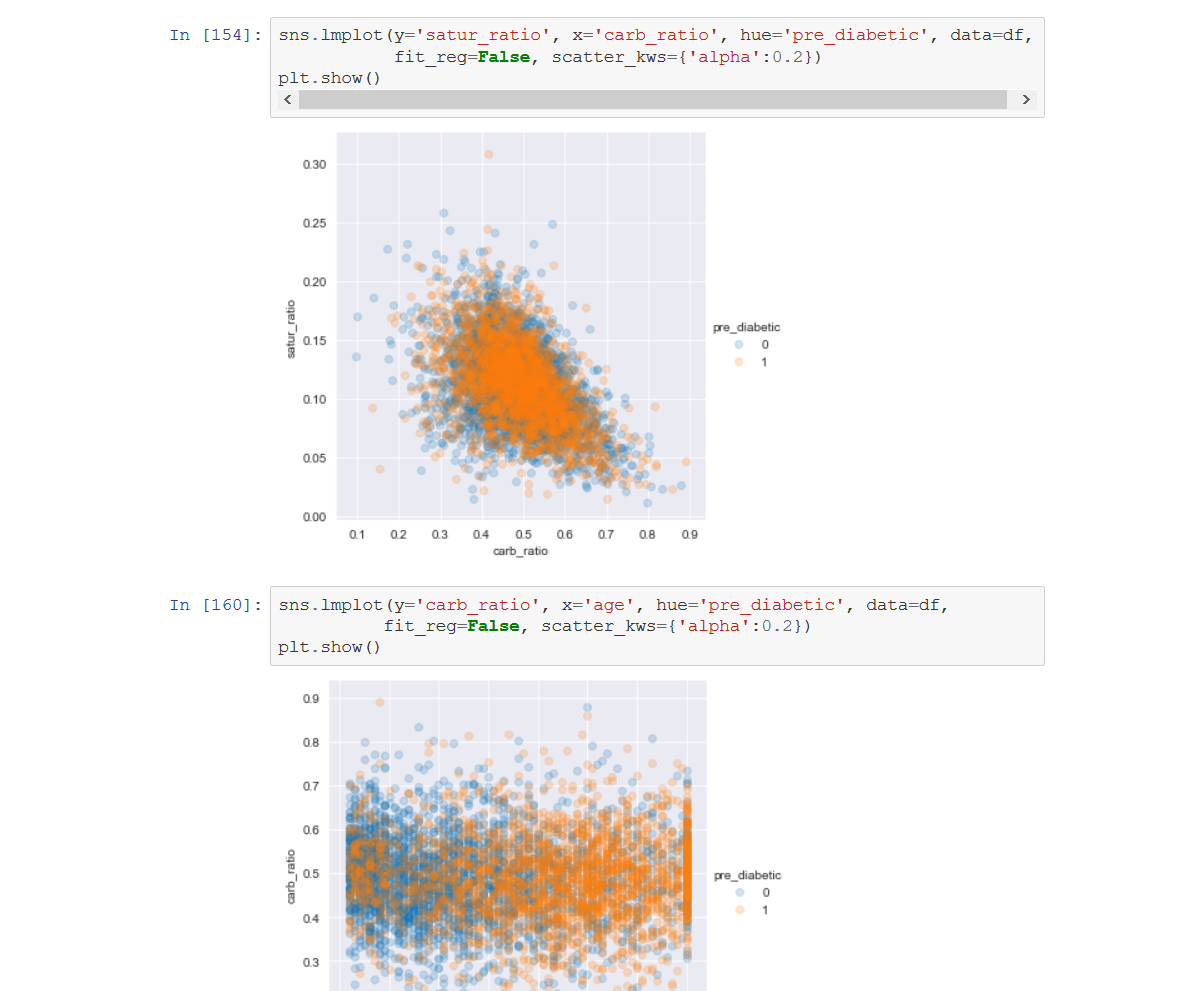 In [154]: sns.lmplot(y='satur_ratio', x='carb_ratio', hue='pre_diabetic', data=df,
fit_reg=False, scatter_kws={'alpha':0.2})
plt.show()
0.30
0.25
0.20
0.15
0.10
0.05
0.00
satur_ratio
0.1 0.2 0.3 0.4 0.5 0.6 0.7 0.8 0.9
carb_ratio
pre_diabetic
0
1
In [160]: sns.lmplot(y='carb_ratio', x='age', hue='pre_diabetic', data=df,
fit_reg=False, scatter_kws={'alpha':0.2})
plt.show()
0.9
0.8
0.7
0.6
0.5
0.4
0.3
carb_ratio
pre_diabetic
0
1